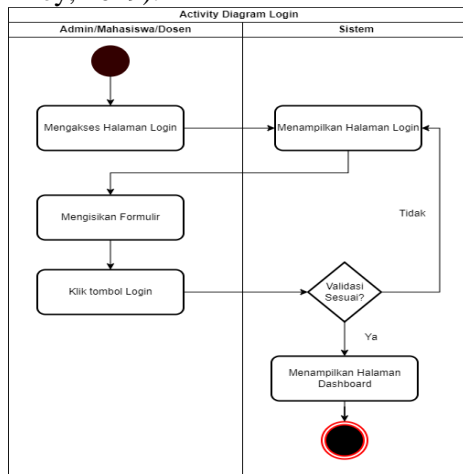 Activity Diagram Login
Admin/Mahasiswa/Dosen
Sistem
Mengakses Halaman Login
Menampilkan Halaman Login
Mengisikan Formulir
Tidak
Klik tombol Login
Validasi
Sesuai?
Ya
Menampilkan Halaman
Dashboard